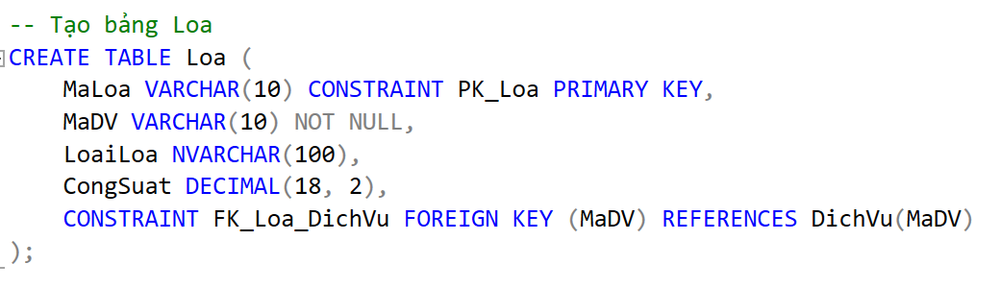 -- Tạo bảng Loa
CREATE TABLE Loa (
    MaLoa VARCHAR(10) CONSTRAINT PK_Loa PRIMARY KEY,
    MaDV VARCHAR(10) NOT NULL,
    LoaiLoa NVARCHAR(100),
    CongSuat DECIMAL(18, 2),
    CONSTRAINT FK_Loa_DichVu FOREIGN KEY (MaDV) REFERENCES DichVu(MaDV)
);